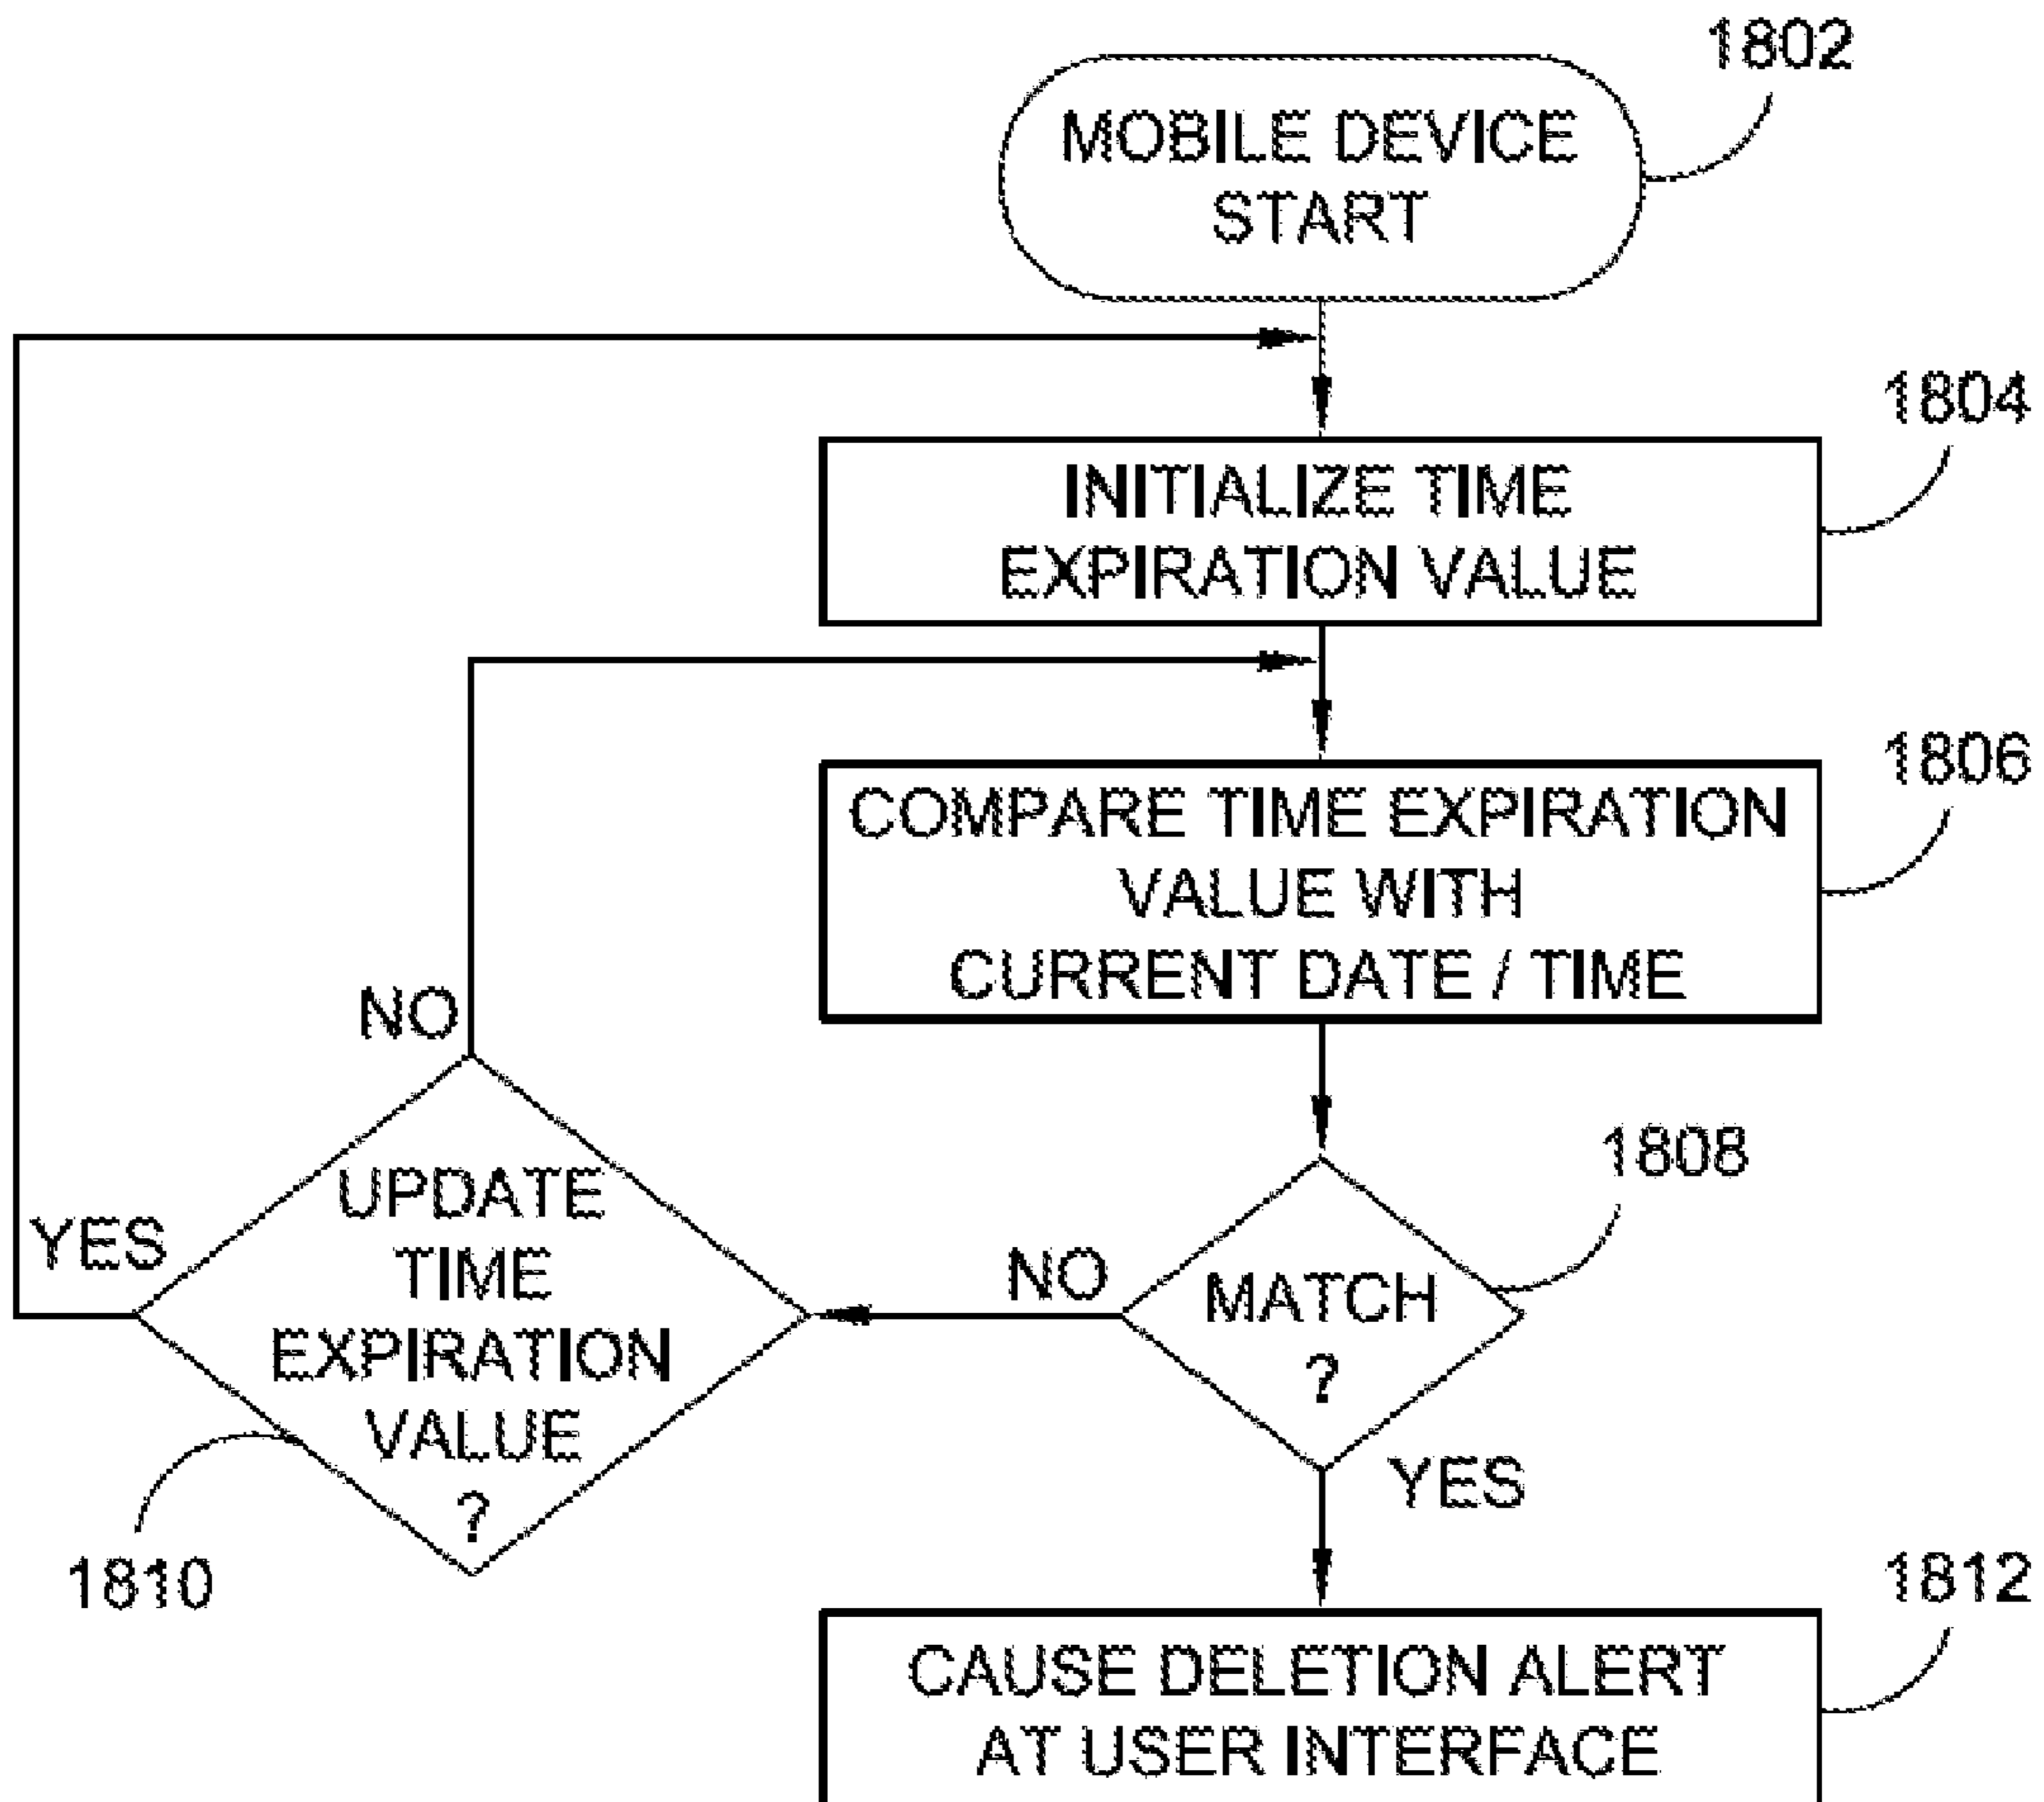 1802
MOBILE DEVICE
START
1804
INITIALIZE TIME
EXPIRATION VALUE
1806
COMPARE TIME EXPIRATION
VALUE WITH
CURRENT DATE / TIME
NO
1808
UPDATE
TIME
EXPIRATION
VALUE
?
YES
NO
MATCH
?
YES
1810
1812
CAUSE DELETION ALERT
AT USER INTERFACE